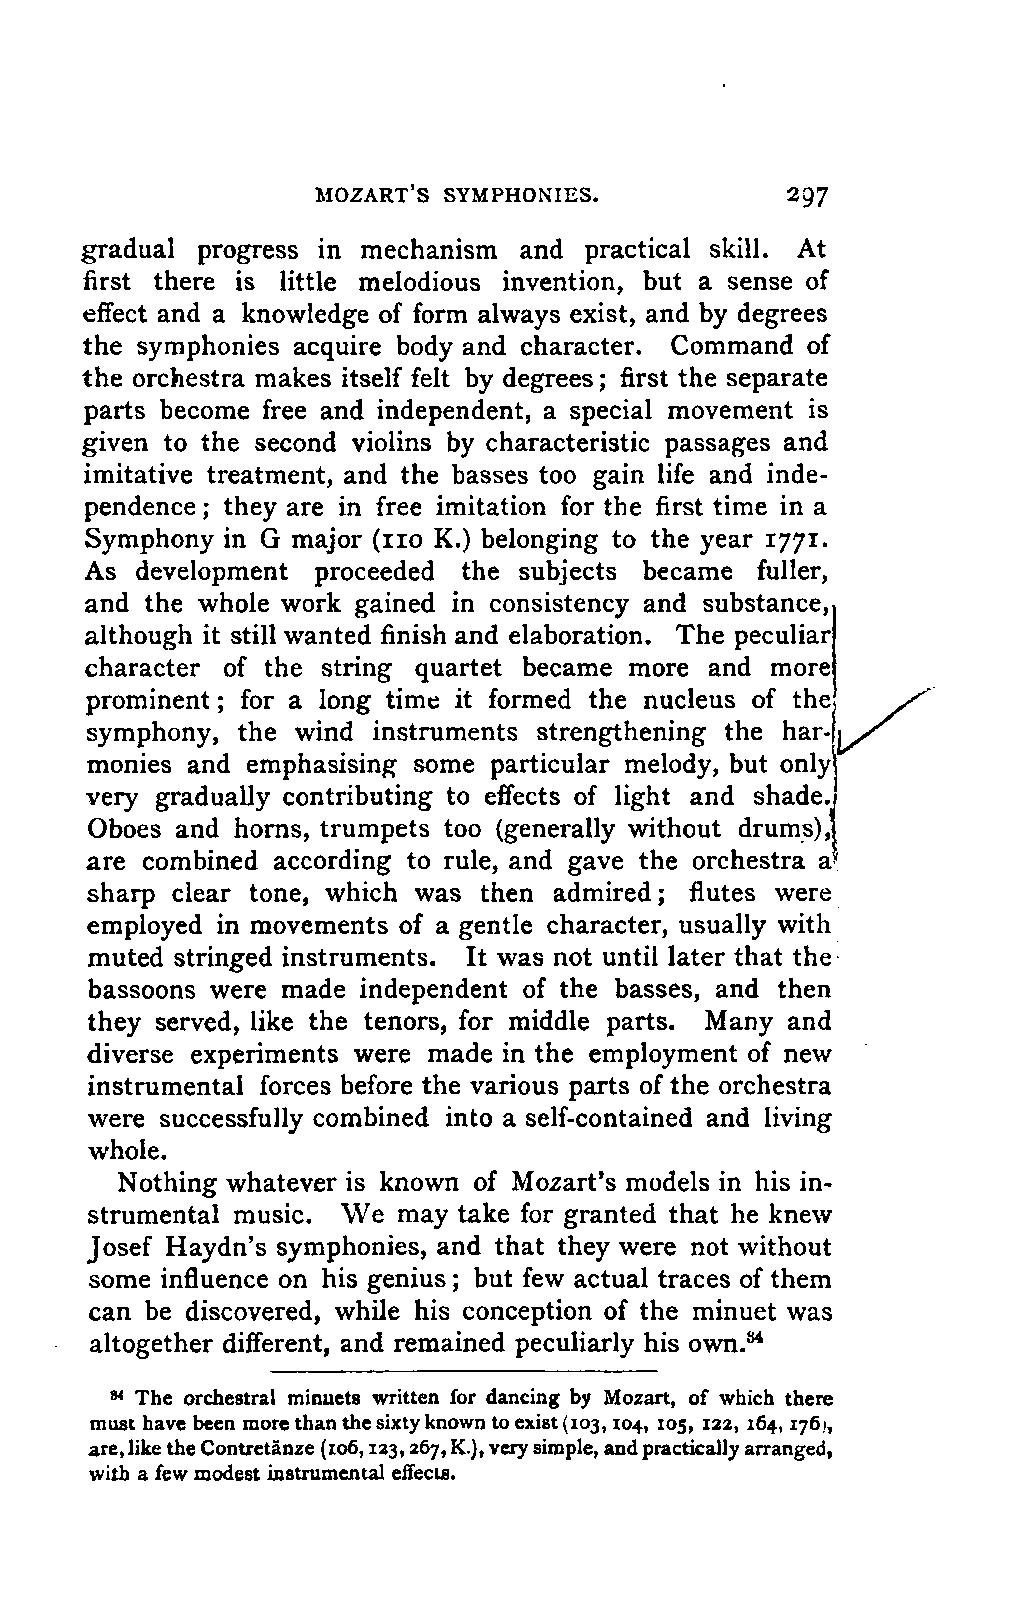 MOZART'S SYMPHONIES. 297
gradual progress in mechanism and practical skill. At
first there is little melodious invention, but a sense of
effect and a knowledge of form always exist, and by degrees
the symphonies acquire body and character. Command of
the orchestra makes itself felt by degrees; first the separate
parts become free and independent, a special movement is
given to the second violins by characteristic passages and
imitative treatment, and the basses too gain life and inde-
pendence; they are in free imitation for the first time in a
Symphony in G major (110 K.) belonging to the year 1771.
As development proceeded the subjects became fuller,
and the whole work gained in consistency and substance,
although it still wanted finish and elaboration. The peculiar
character of the string quartet became more and more
prominent; for a long time it formed the nucleus of the
symphony, the wind instruments strengthening the har-
monies and emphasising some particular melody, but only
very gradually contributing to effects of light and shade.
Oboes and horns, trumpets too (generally without drums),
are combined according to rule, and gave the orchestra a
sharp clear tone, which was then admired; flutes were
employed in movements of a gentle character, usually with
muted stringed instruments. It was not until later that the
bassoons were made independent of the basses, and then
they served, like the tenors, for middle parts. Many and
diverse experiments were made in the employment of new
instrumental forces before the various parts of the orchestra
were successfully combined into a self-contained and living
whole.
Nothing whatever is known of Mozart's models in his in-
strumental music. We may take for granted that he knew
Josef Haydn's symphonies, and that they were not without
some influence on his genius; but few actual traces of them
can be discovered, while his conception of the minuet was
altogether different, and remained peculiarly his own.⁸⁴
⁸⁴ The orchestral minuets written for dancing by Mozart, of which there
must have been more than the sixty known to exist (103, 104, 105, 122, 164, 176),
are, like the Contretänze (106, 123, 267, K.), very simple, and practically arranged,
with a few modest instrumental effects.